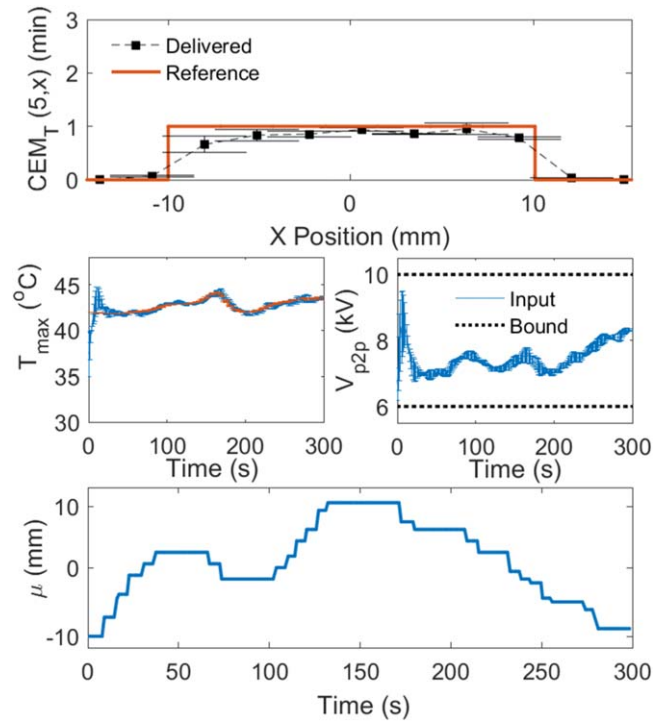 CEM_T (5,x) (min)
3
2
1
0
Delivered
Reference
-10
0
10
X Position (mm)
T_max (°C)
45
40
35
30
0
100
200
300
Time (s)
V_p2p (kV)
10
8
6
Input
Bound
0
100
200
300
Time (s)
μ (mm)
10
0
-10
0
50
100
150
200
250
300
Time (s)